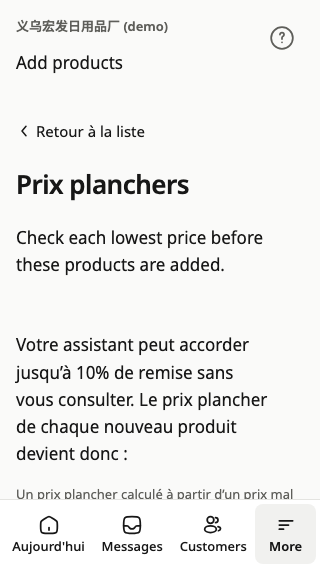 义乌宏发日用品厂 (demo)
Add products
Retour à la liste
Prix planchers
Check each lowest price before
these products are added.
Votre assistant peut accorder
jusqu’à 10% de remise sans
vous consulter. Le prix plancher
de chaque nouveau produit
devient donc :
Un prix plancher calculé à partir d’un prix mal
Aujourd'hui
Messages
Customers
More